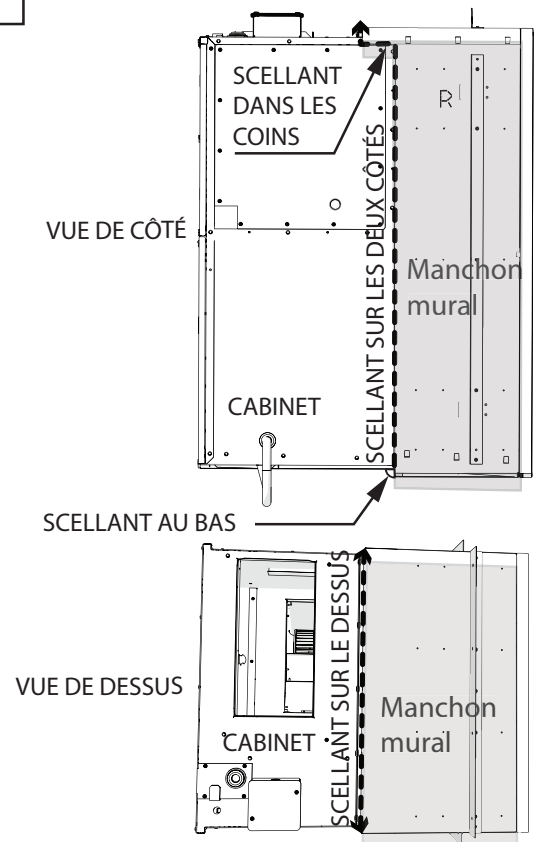 SCELLANT
DANS LES
COINS
SCELLANT SUR LES DEUX CÔTÉS
VUE DE CÔTÉ
Manchon
mural
CABINET
SCELLANT AU BAS
SCELLANT SUR LE DESSUS
VUE DE DESSUS
Manchon
mural
CABINET